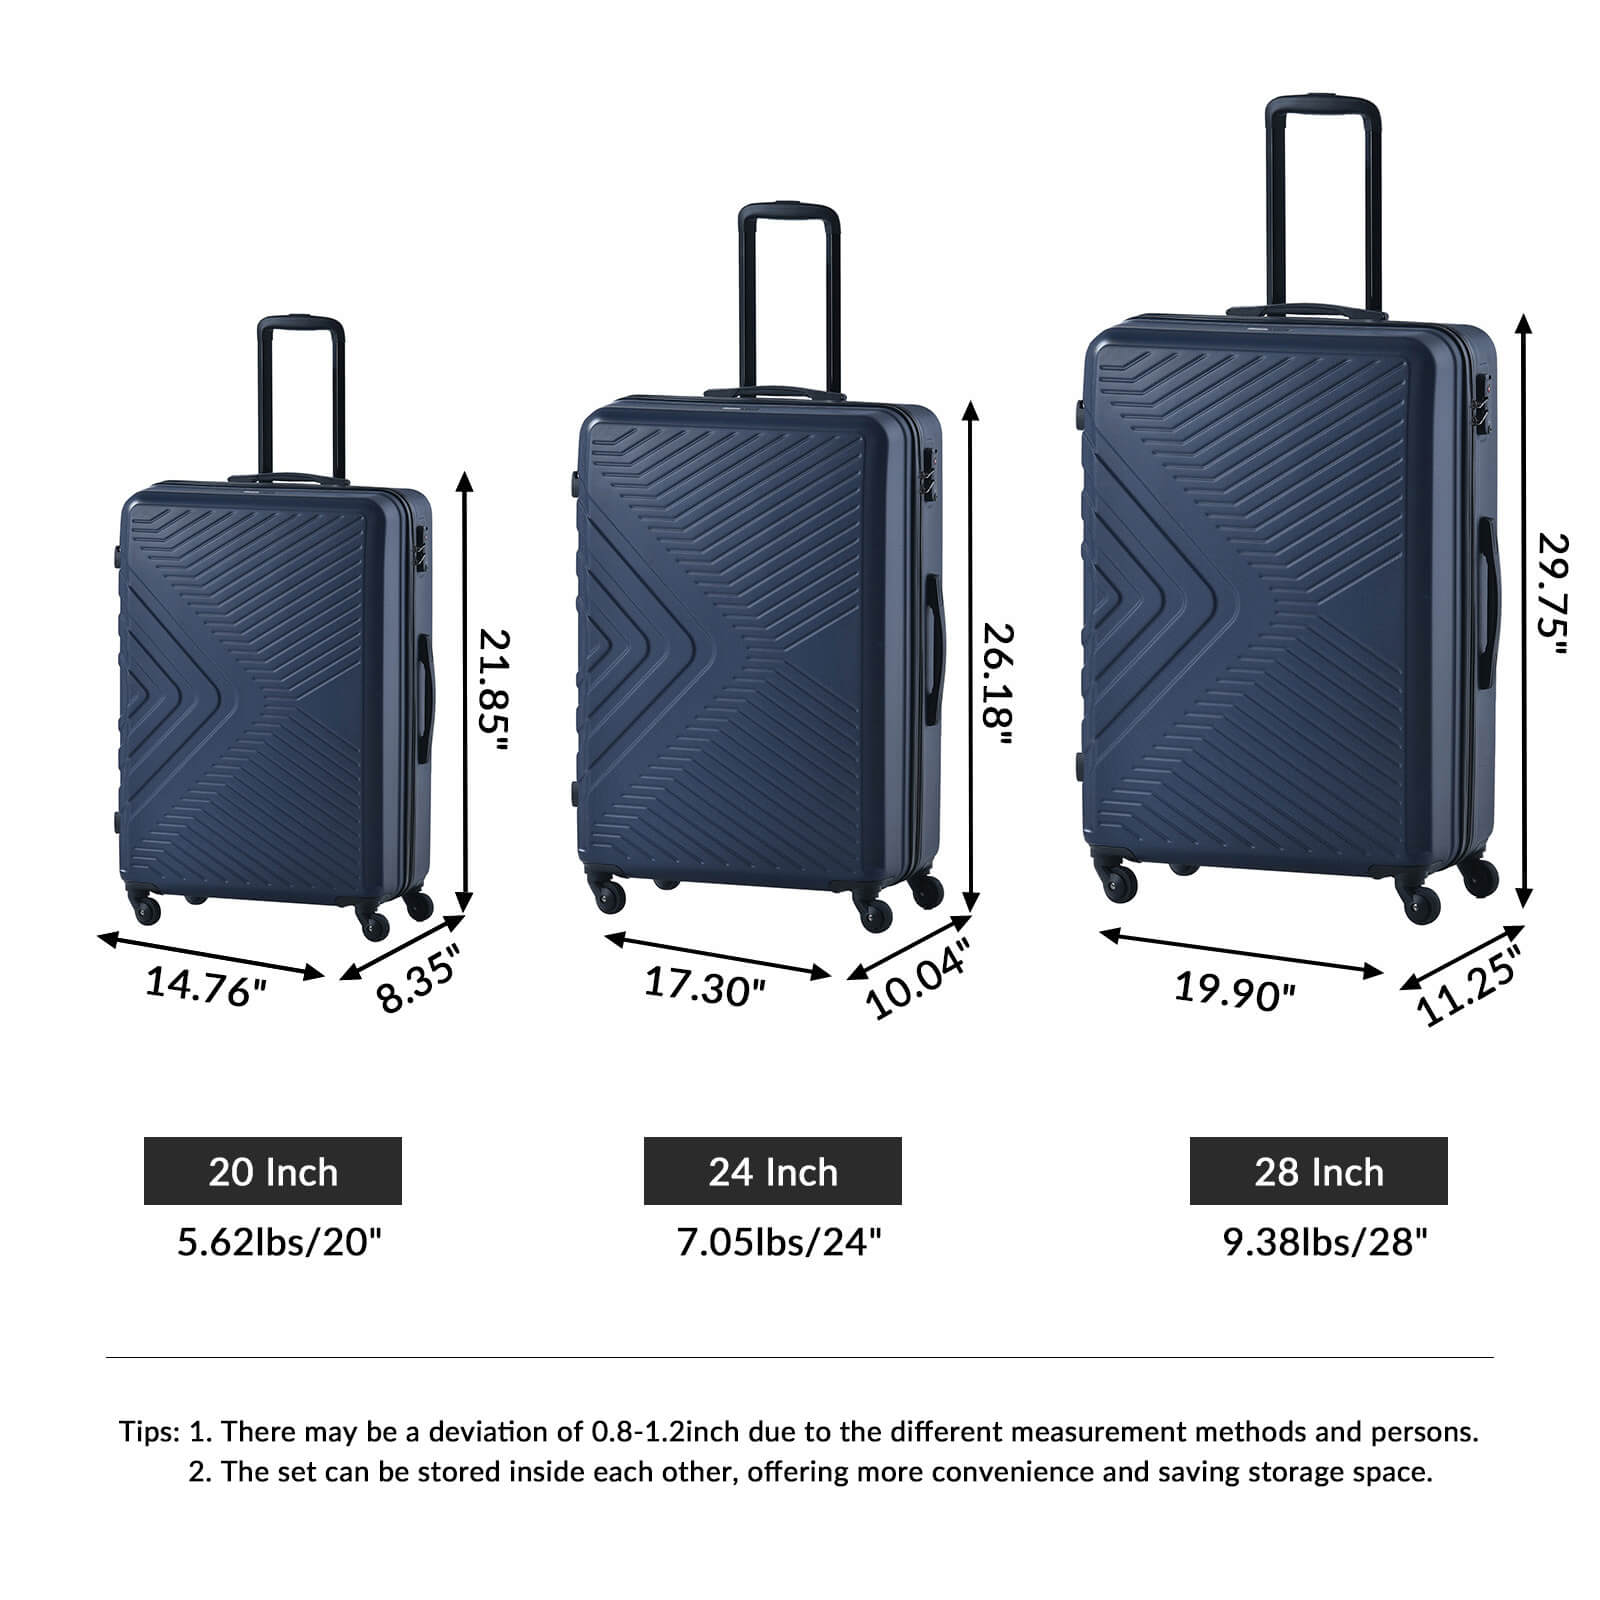 21.85"
14.76"
8.35"
26.18"
17.30"
10.04"
29.75"
19.90"
11.25"
20 Inch
24 Inch
28 Inch
5.62lbs/20"
7.05lbs/24"
9.38lbs/28"
Tips: 1. There may be a deviation of 0.8-1.2inch due to the different measurement methods and persons.
2. The set can be stored inside each other, offering more convenience and saving storage space.